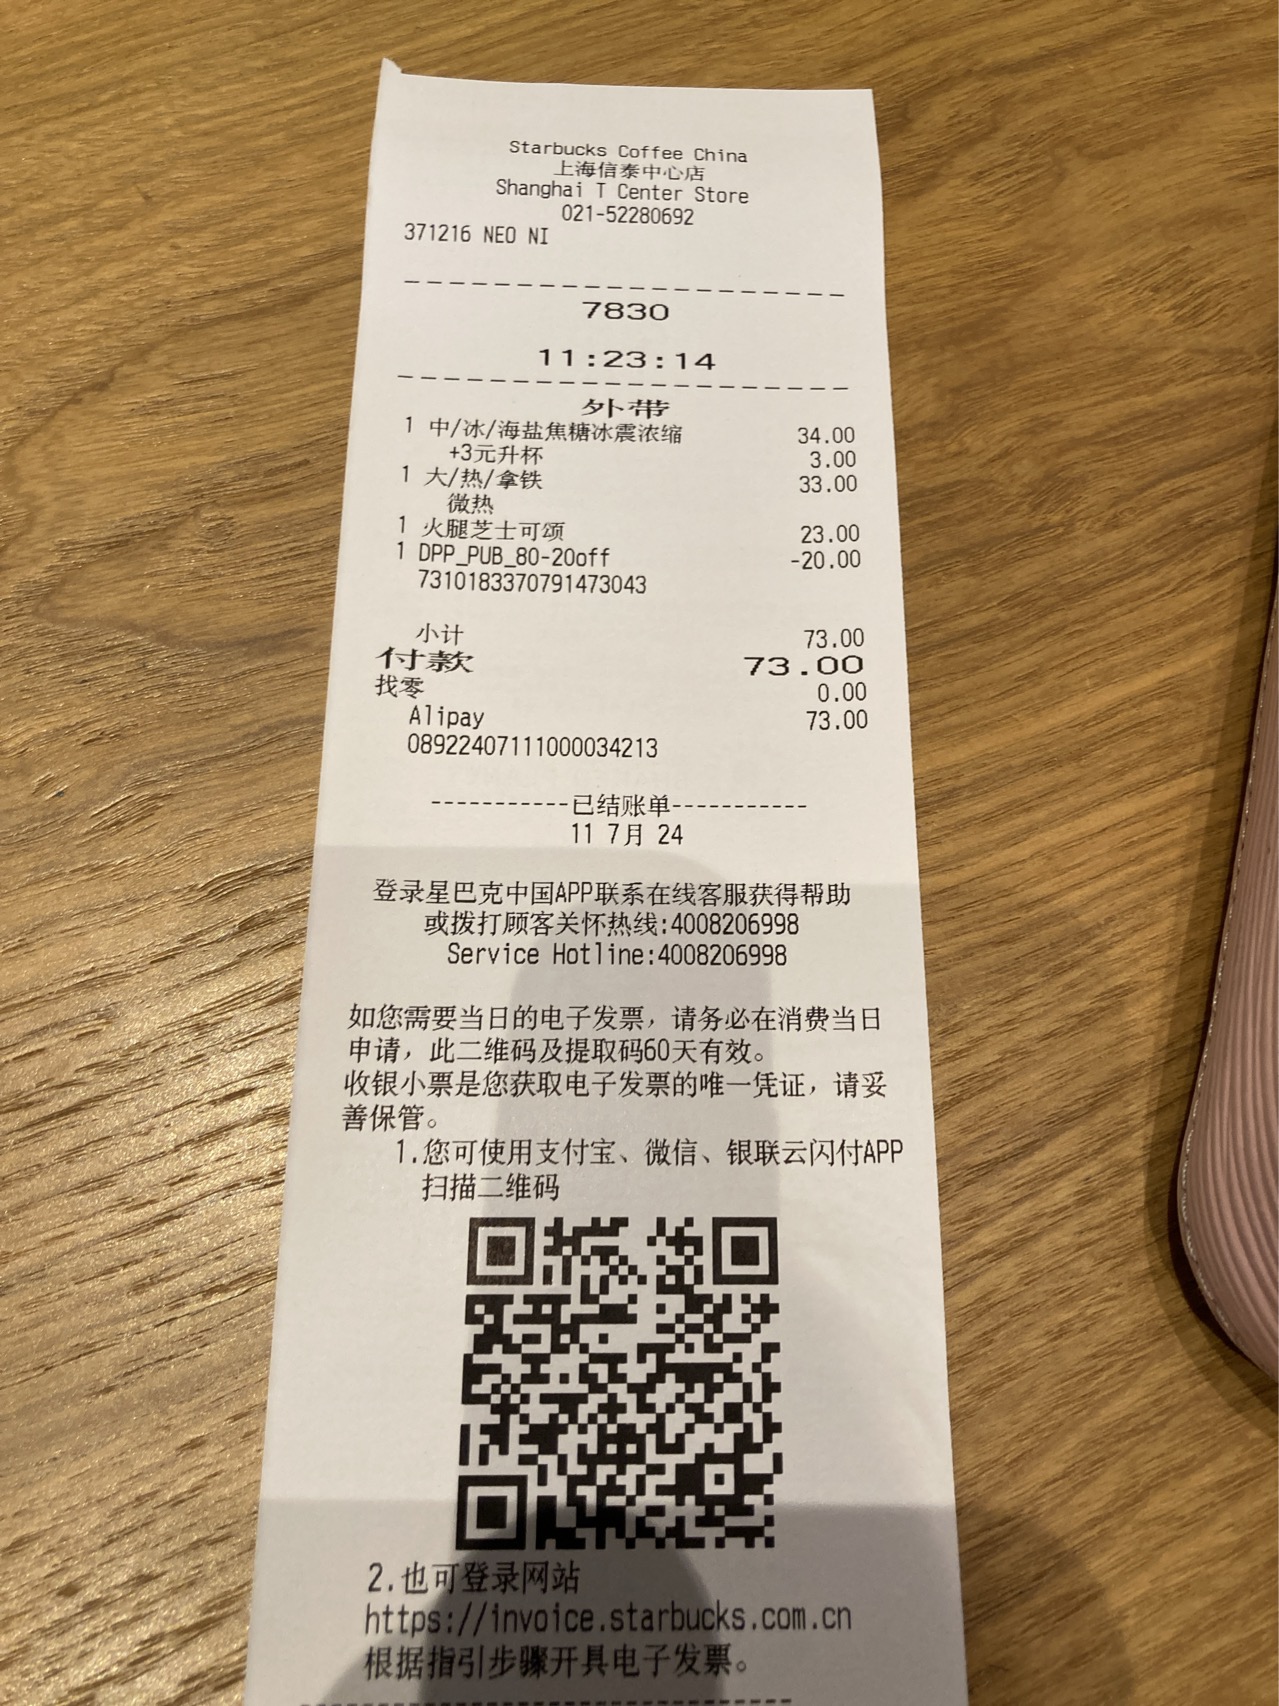 Starbucks Coffee China
上海信泰中心店
Shanghai T Center Store
021-52280692
371216 NEO NI
7830
11:23:14
外带
1 中/冰/海盐焦糖冰震浓缩 34.00
+3元升杯 3.00
1 大/热/拿铁 33.00
微热
1 火腿芝士可颂 23.00
1 DPP_PUB_80-20off -20.00
7310183370791473043
小计 73.00
付款 73.00
找零 0.00
Alipay 73.00
08922407111000034213
-----------已结账单-----------
11 7月 24
登录星巴克中国APP联系在线客服获得帮助
或拨打顾客关怀热线:4008206998
Service Hotline:4008206998
如您需要当日的电子发票，请务必在消费当日
申请，此二维码及提取码60天有效。
收银小票是您获取电子发票的唯一凭证，请妥
善保管。
1.您可使用支付宝、微信、银联云闪付APP
扫描二维码
2.也可登录网站
https://invoice.starbucks.com.cn
根据指引步骤开具电子发票。